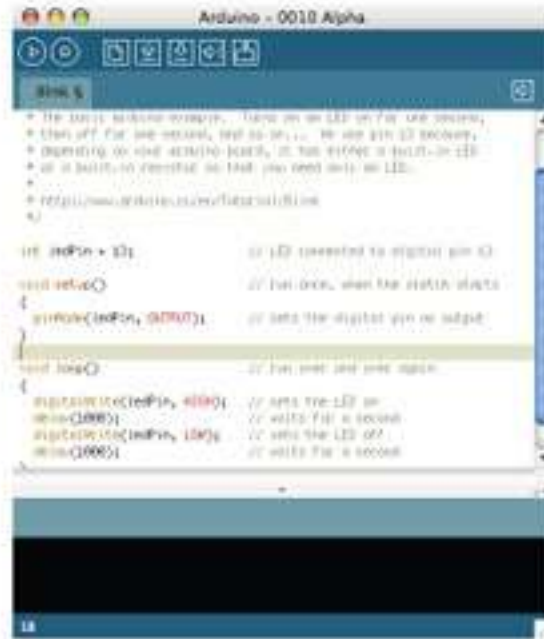 Arduino - 0010 Alpha
Blink §
* The basic Arduino example. Turns on an LED on for one second,
* then off for one second, and so on... We use pin 13 because,
* depending on your Arduino board, it has either a built-in LED
* or a built-in resistor so that you need only an LED.
*
*/
int ledPin = 13; // LED connected to digital pin 13
void setup() // run once, when the sketch starts
{
pinMode(ledPin, OUTPUT); // sets the digital pin as output
}
void loop() // run over and over again
{
digitalWrite(ledPin, HIGH); // sets the LED on
delay(1000); // waits for a second
digitalWrite(ledPin, LOW); // sets the LED off
delay(1000); // waits for a second
18